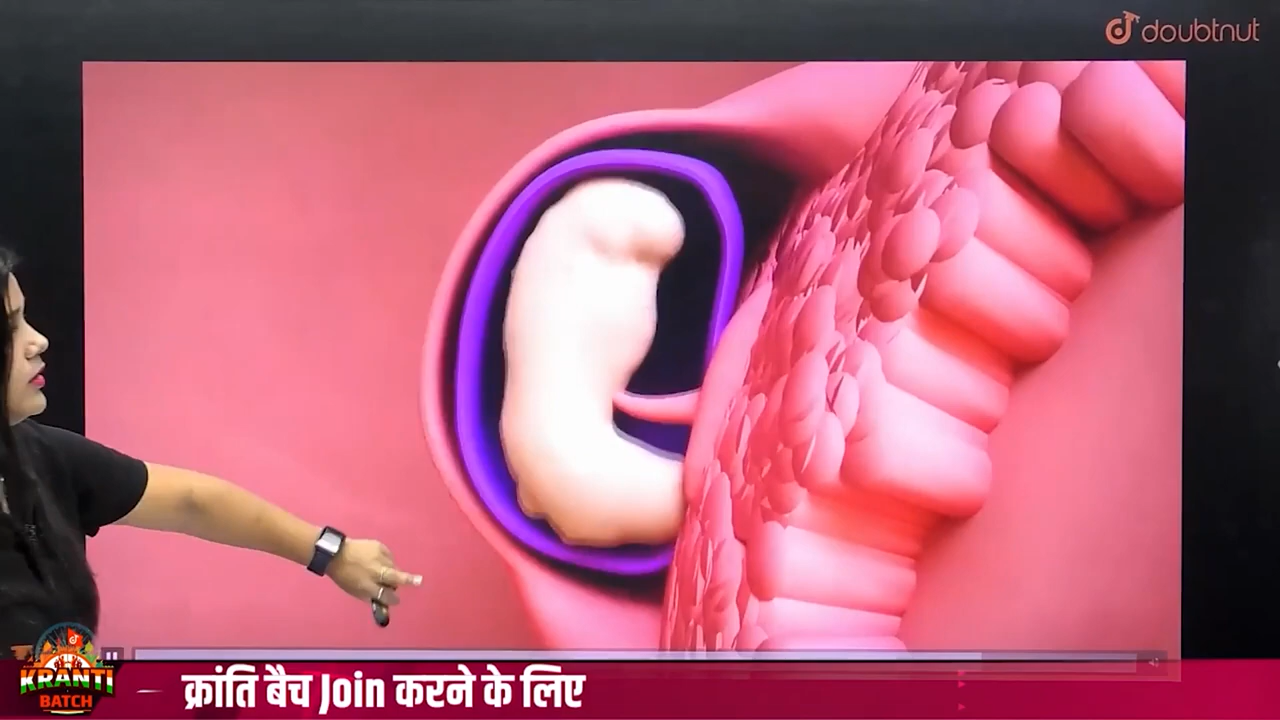 doubtnut
KRANTI
BATCH
क्रांति बैच Join करने के लिए